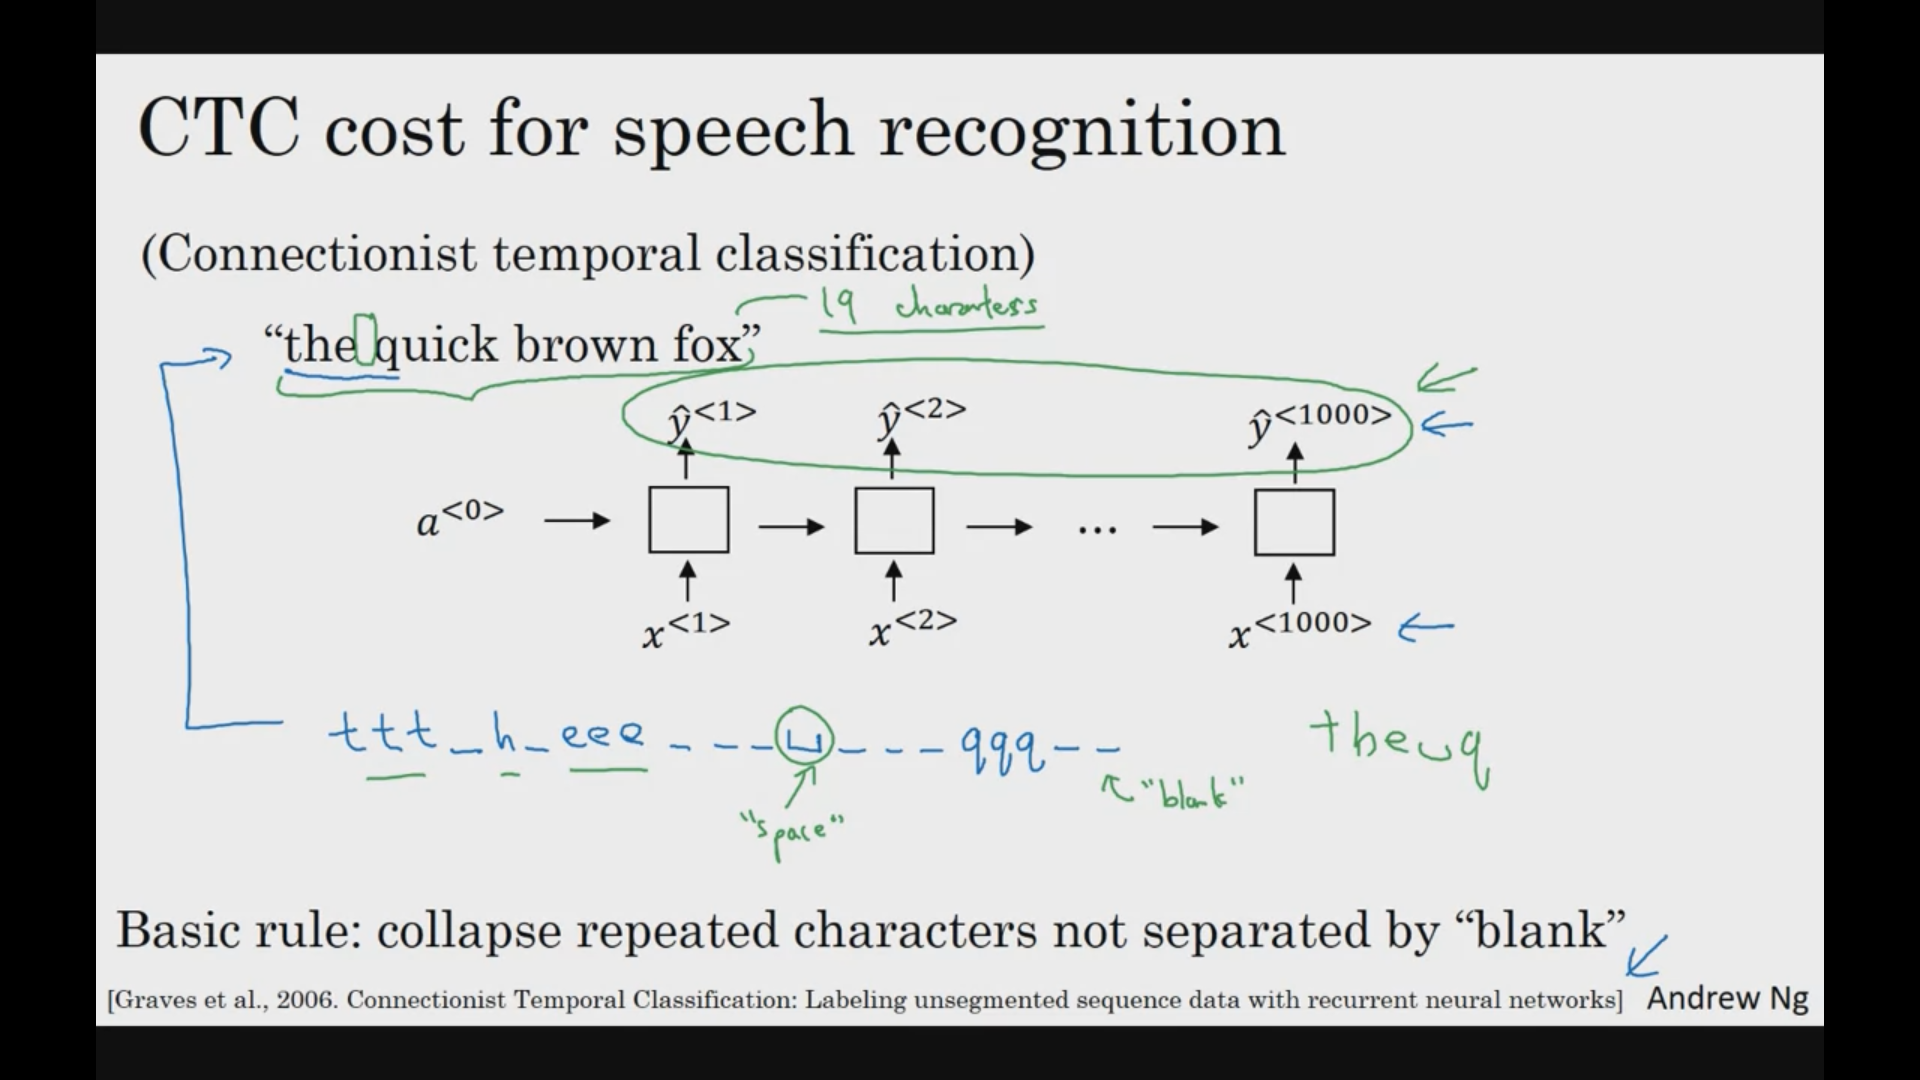 CTC cost for speech recognition
(Connectionist temporal classification)
19 characters
“the quick brown fox”
ŷ<1> ŷ<2> ŷ<1000>
a<0> ...
x<1> x<2> x<1000>
ttt_h_eee_ _ _ _␣_ _ _qqq_ _ the␣q
"blank"
"space"
Basic rule: collapse repeated characters not separated by “blank”
[Graves et al., 2006. Connectionist Temporal Classification: Labeling unsegmented sequence data with recurrent neural networks] Andrew Ng